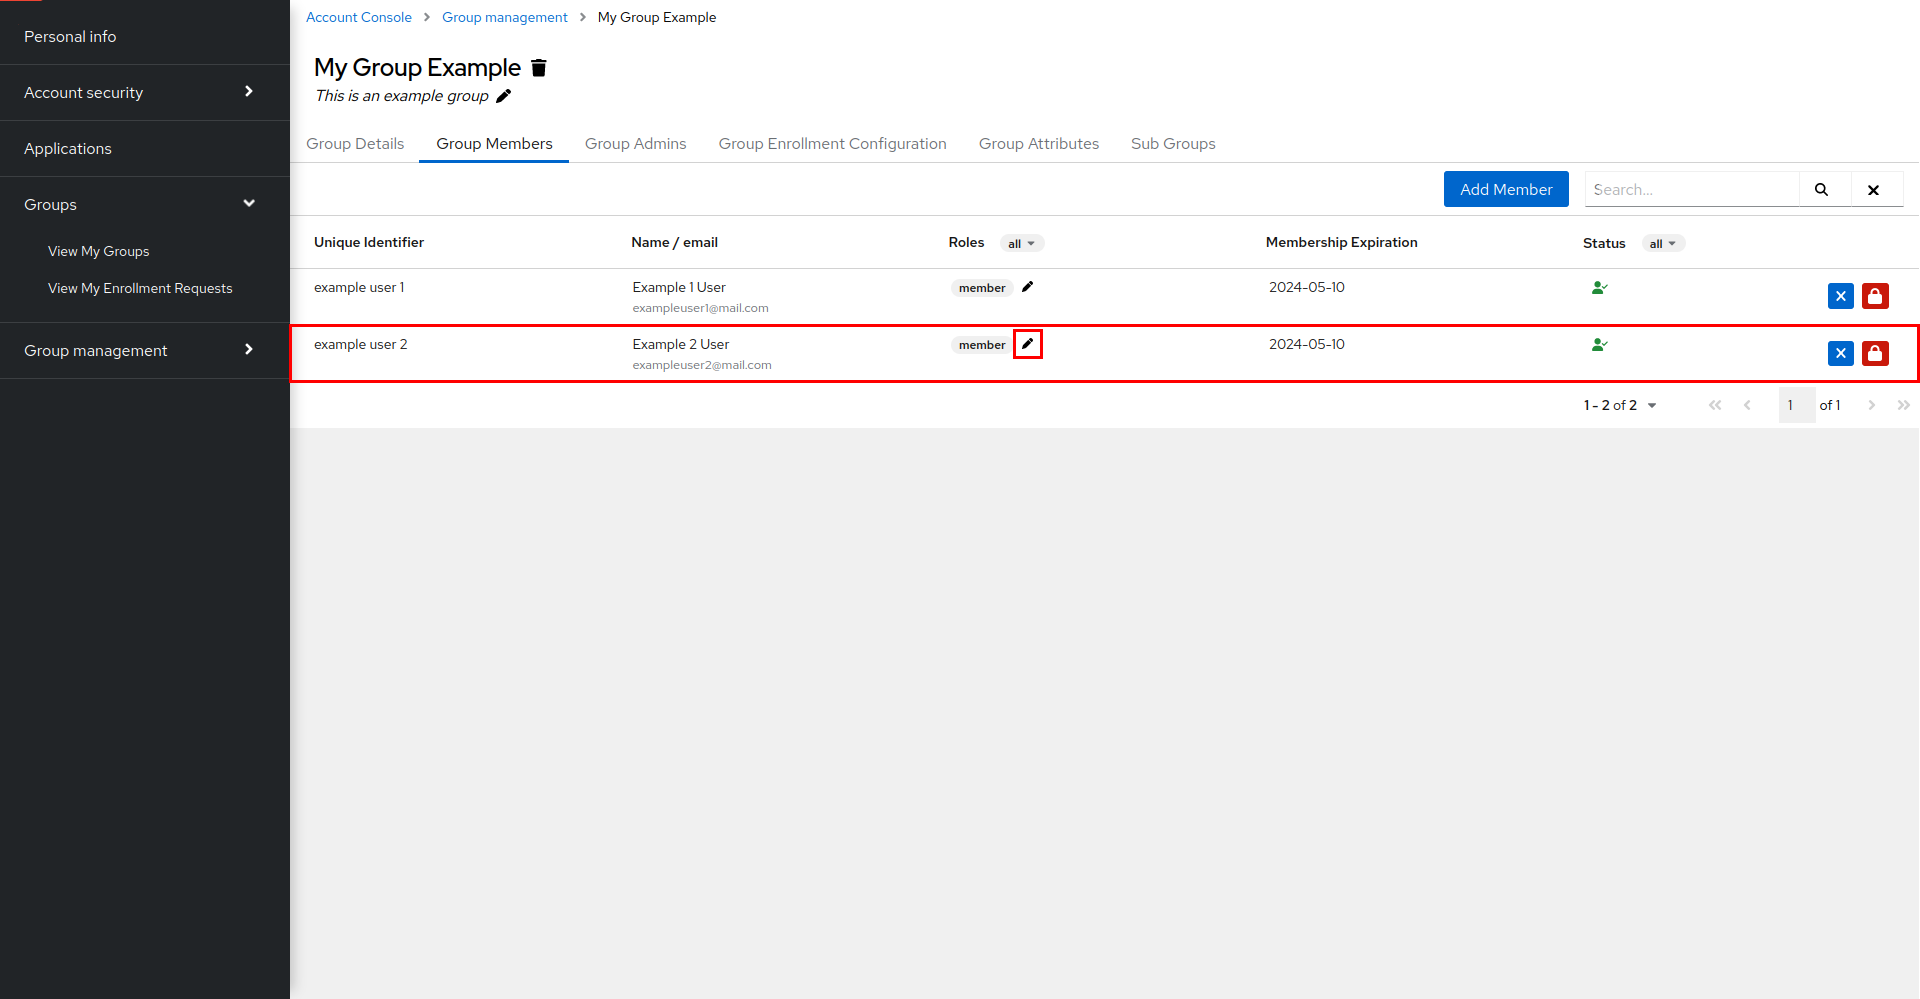 Personal info
Account security
Applications
Groups
View My Groups
View My Enrollment Requests
Group management
Account Console > Group management > My Group Example
My Group Example
This is an example group
Group Details Group Members Group Admins Group Enrollment Configuration Group Attributes Sub Groups
Add Member Search...
Unique Identifier Name / email Roles all Membership Expiration Status all
example user 1 Example 1 User member 2024-05-10
exampleuser1@mail.com
example user 2 Example 2 User member 2024-05-10
exampleuser2@mail.com
1 - 2 of 2 1 of 1